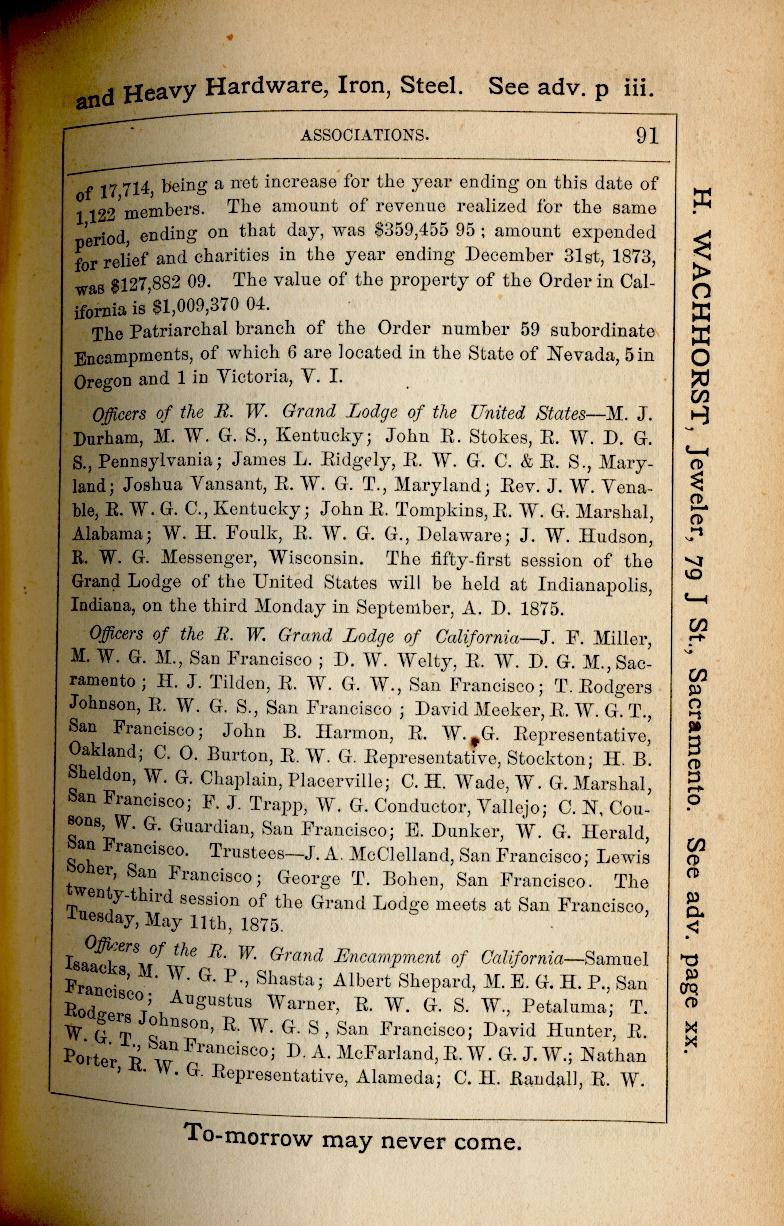 and Heavy Hardware, Iron, Steel. See adv. p iii.
ASSOCIATIONS. 91
of 17,714, being a net increase for the year ending on this date of
1,122 members. The amount of revenue realized for the same
period, ending on that day, was $359,455 95 ; amount expended
for relief and charities in the year ending December 31st, 1873,
was $127,882 09. The value of the property of the Order in Cal-
ifornia is $1,009,370 04.
The Patriarchal branch of the Order number 59 subordinate
Encampments, of which 6 are located in the State of Nevada, 5 in
Oregon and 1 in Victoria, V. I.
Officers of the R. W. Grand Lodge of the United States—M. J.
Durham, M. W. G. S., Kentucky; John R. Stokes, R. W. D. G.
S., Pennsylvania; James L. Ridgely, R. W. G. C. & R. S., Mary-
land; Joshua Vansant, R. W. G. T., Maryland; Rev. J. W. Vena-
ble, R. W. G. C., Kentucky; John R. Tompkins, R. W. G. Marshal,
Alabama; W. H. Foulk, R. W. G. G., Delaware; J. W. Hudson,
R. W. G. Messenger, Wisconsin. The fifty-first session of the
Grand Lodge of the United States will be held at Indianapolis,
Indiana, on the third Monday in September, A. D. 1875.
Officers of the R. W. Grand Lodge of California—J. F. Miller,
M. W. G. M., San Francisco ; D. W. Welty, R. W. D. G. M., Sac-
ramento ; H. J. Tilden, R. W. G. W., San Francisco; T. Rodgers
Johnson, R. W. G. S., San Francisco ; David Meeker, R. W. G. T.,
San Francisco; John B. Harmon, R. W. G. Representative,
Oakland; C. O. Burton, R. W. G. Representative, Stockton; H. B.
Sheldon, W. G. Chaplain, Placerville; C. H. Wade, W. G. Marshal,
San Francisco; F. J. Trapp, W. G. Conductor, Vallejo; C. N. Cou-
sons, W. G. Guardian, San Francisco; E. Dunker, W. G. Herald,
San Francisco. Trustees—J. A. McClelland, San Francisco; Lewis
Soher, San Francisco; George T. Bohen, San Francisco. The
twenty-third session of the Grand Lodge meets at San Francisco,
Tuesday, May 11th, 1875.
Officers of the R. W. Grand Encampment of California—Samuel
Isaacks, M. W. G. P., Shasta; Albert Shepard, M. E. G. H. P., San
Francisco; Augustus Warner, R. W. G. S. W., Petaluma; T.
Rodgers Johnson, R. W. G. S , San Francisco; David Hunter, R.
W. G. T., San Francisco; D. A. McFarland, R. W. G. J. W.; Nathan
Porter, R. W. G. Representative, Alameda; C. H. Randall, R. W.
To-morrow may never come.
H. WACHHORST, Jeweler, 79 J St., Sacramento. See adv. page xx.